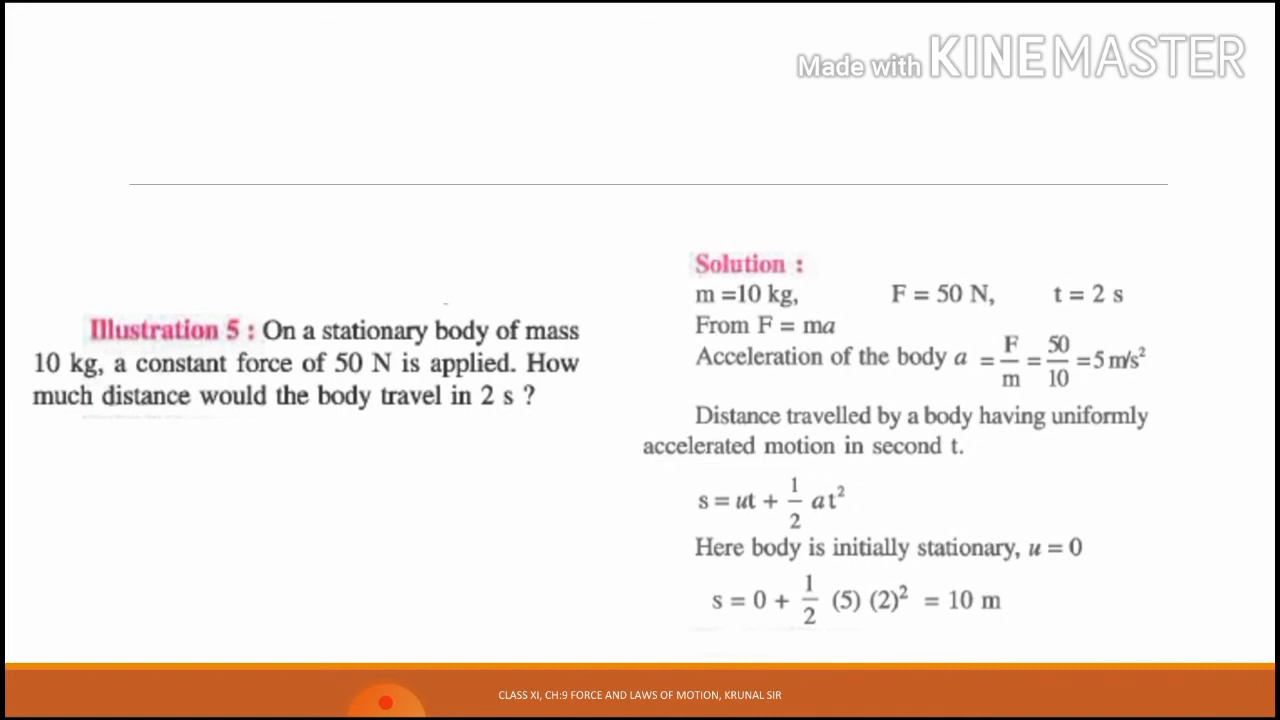 Made with KINEMASTER
Illustration 5 : On a stationary body of mass
10 kg, a constant force of 50 N is applied. How
much distance would the body travel in 2 s ?
Solution :
m =10 kg, F = 50 N, t = 2 s
From F = ma
Acceleration of the body a = F/m = 50/10 = 5 m/s²
Distance travelled by a body having uniformly
accelerated motion in second t.
s = ut + 1/2 at²
Here body is initially stationary, u = 0
s = 0 + 1/2 (5) (2)² = 10 m
CLASS XI, CH:9 FORCE AND LAWS OF MOTION, KRUNAL SIR